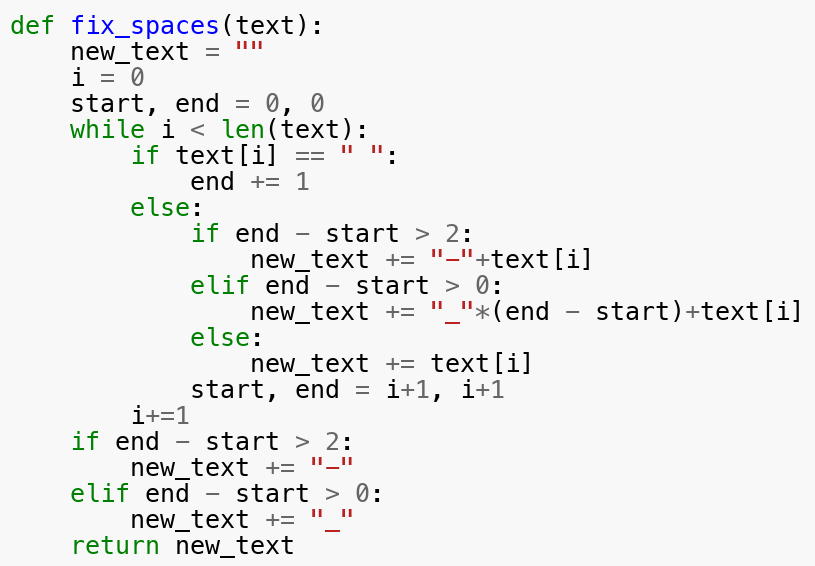 def fix_spaces(text):
    new_text = ""
    i = 0
    start, end = 0, 0
    while i < len(text):
        if text[i] == " ":
            end += 1
        else:
            if end - start > 2:
                new_text += "-"+text[i]
            elif end - start > 0:
                new_text += "_"*(end - start)+text[i]
            else:
                new_text += text[i]
            start, end = i+1, i+1
        i+=1
    if end - start > 2:
        new_text += "-"
    elif end - start > 0:
        new_text += "_"
    return new_text